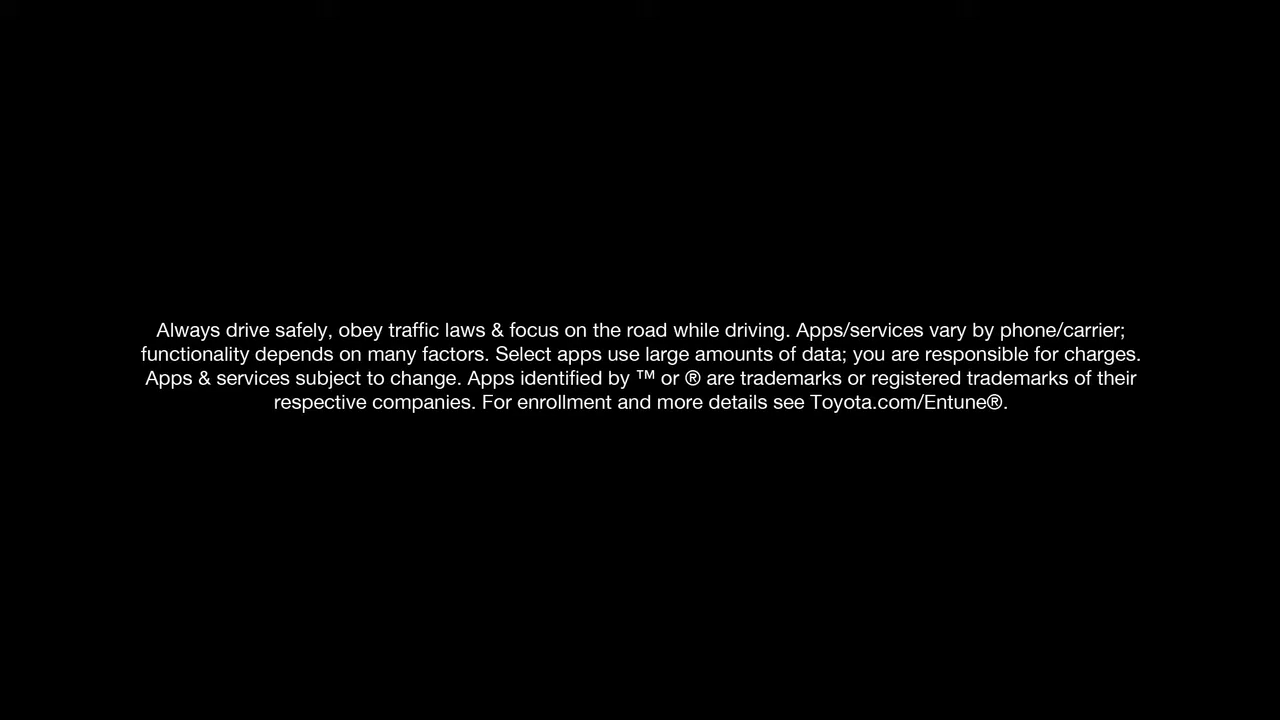 Always drive safely, obey traffic laws & focus on the road while driving. Apps/services vary by phone/carrier;
functionality depends on many factors. Select apps use large amounts of data; you are responsible for charges.
Apps & services subject to change. Apps identified by ™ or ® are trademarks or registered trademarks of their
respective companies. For enrollment and more details see Toyota.com/Entune®.